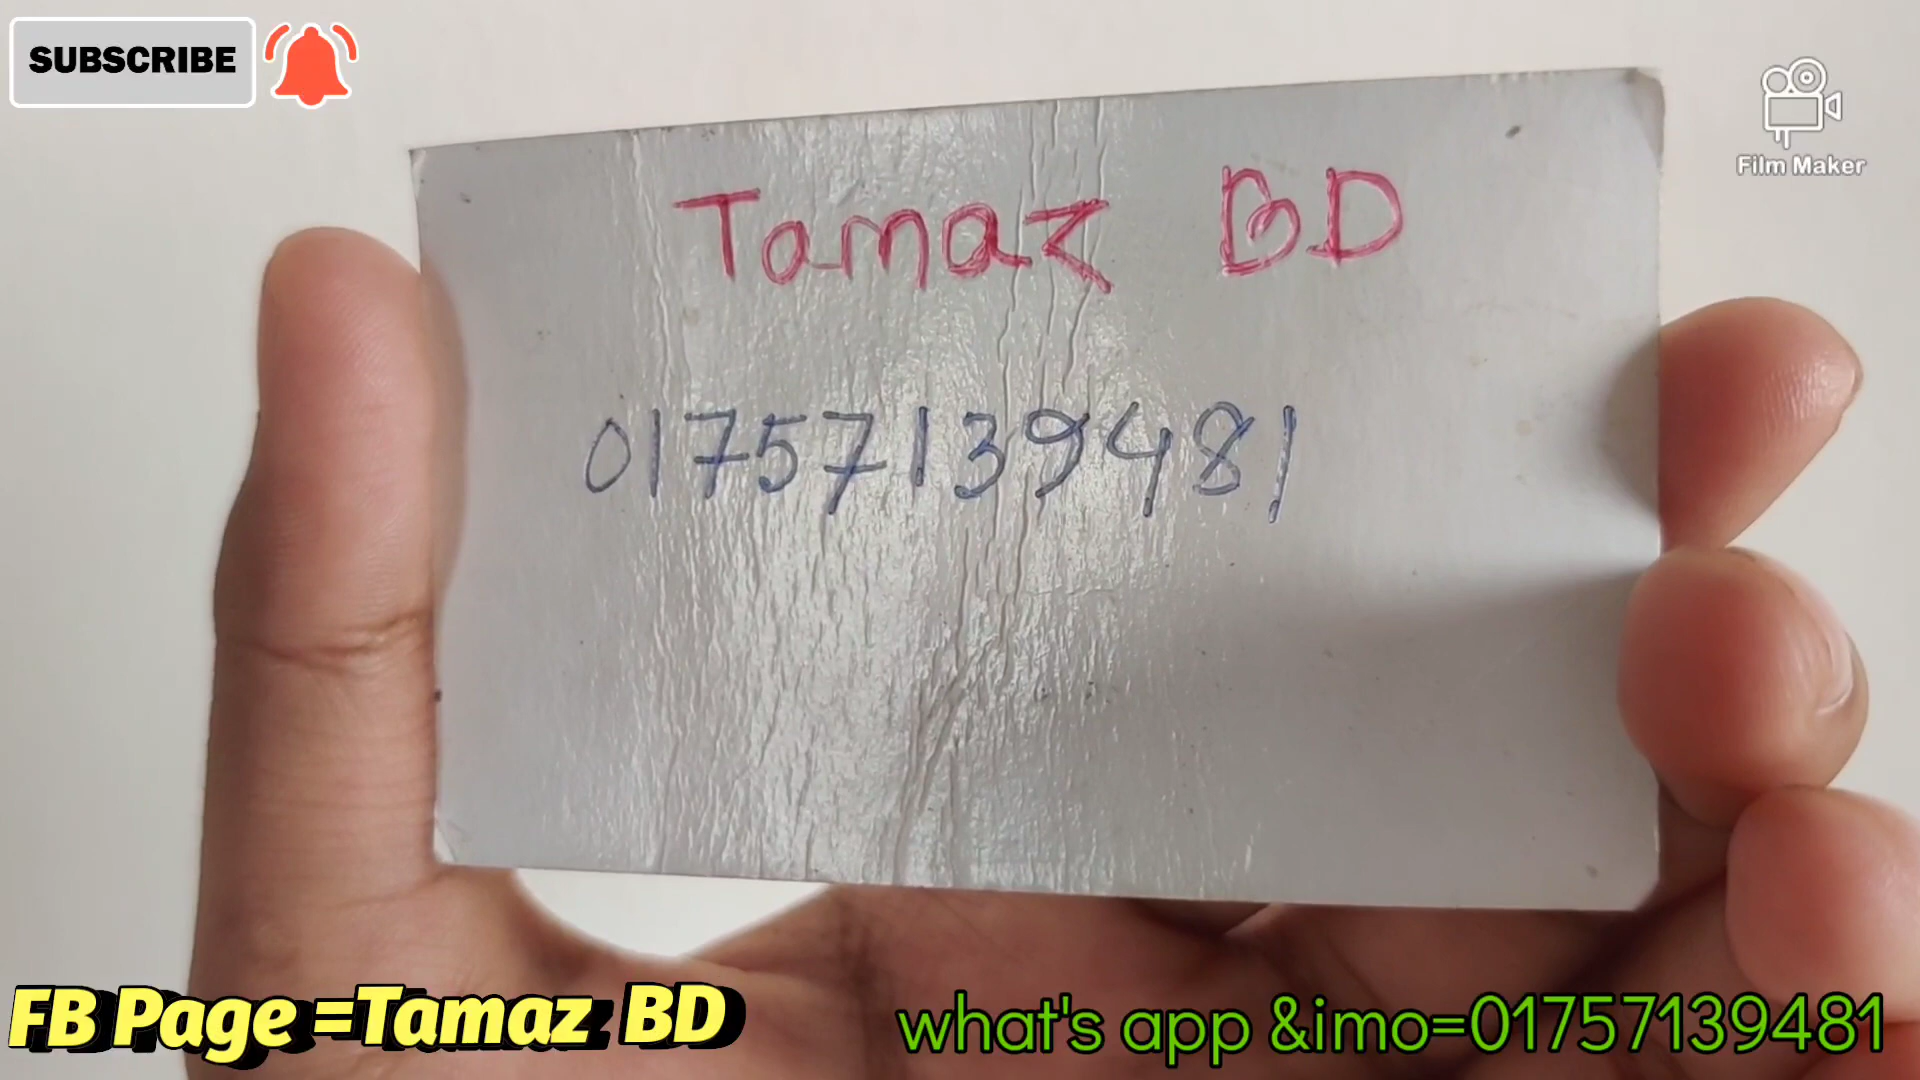 SUBSCRIBE
Film Maker
Tamaz BD
01757139481
FB Page =Tamaz BD
what's app &imo=01757139481